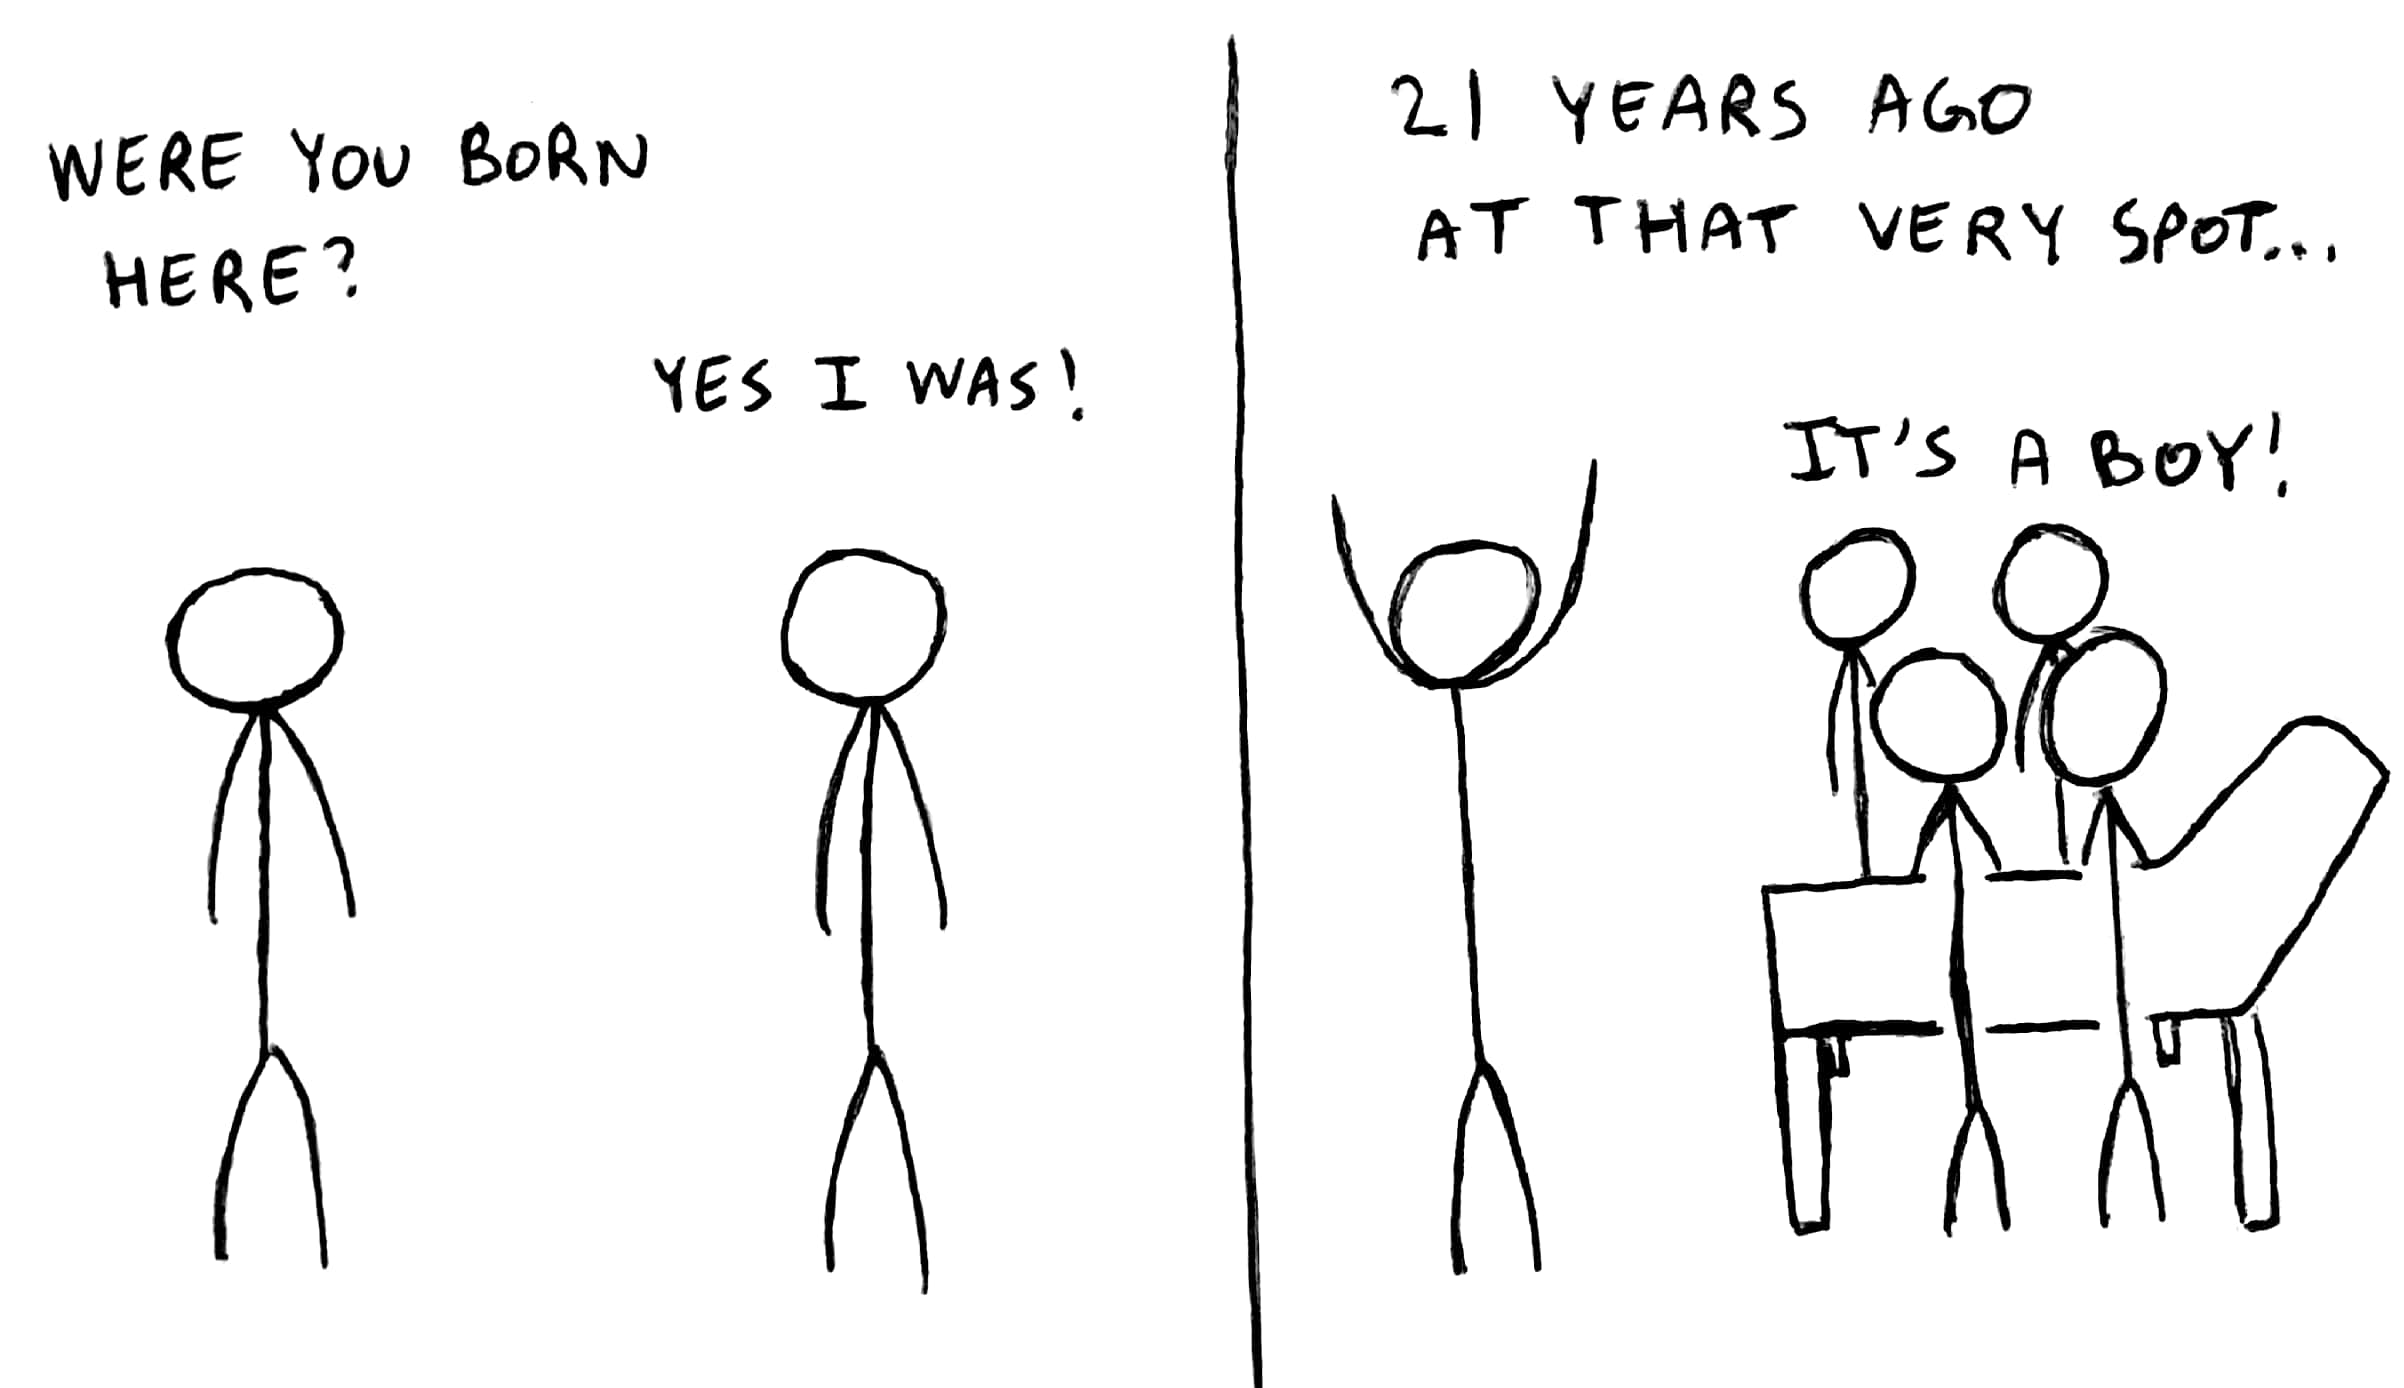 WERE YOU BORN
HERE?
YES I WAS!
21 YEARS AGO
AT THAT VERY SPOT...
IT'S A BOY!